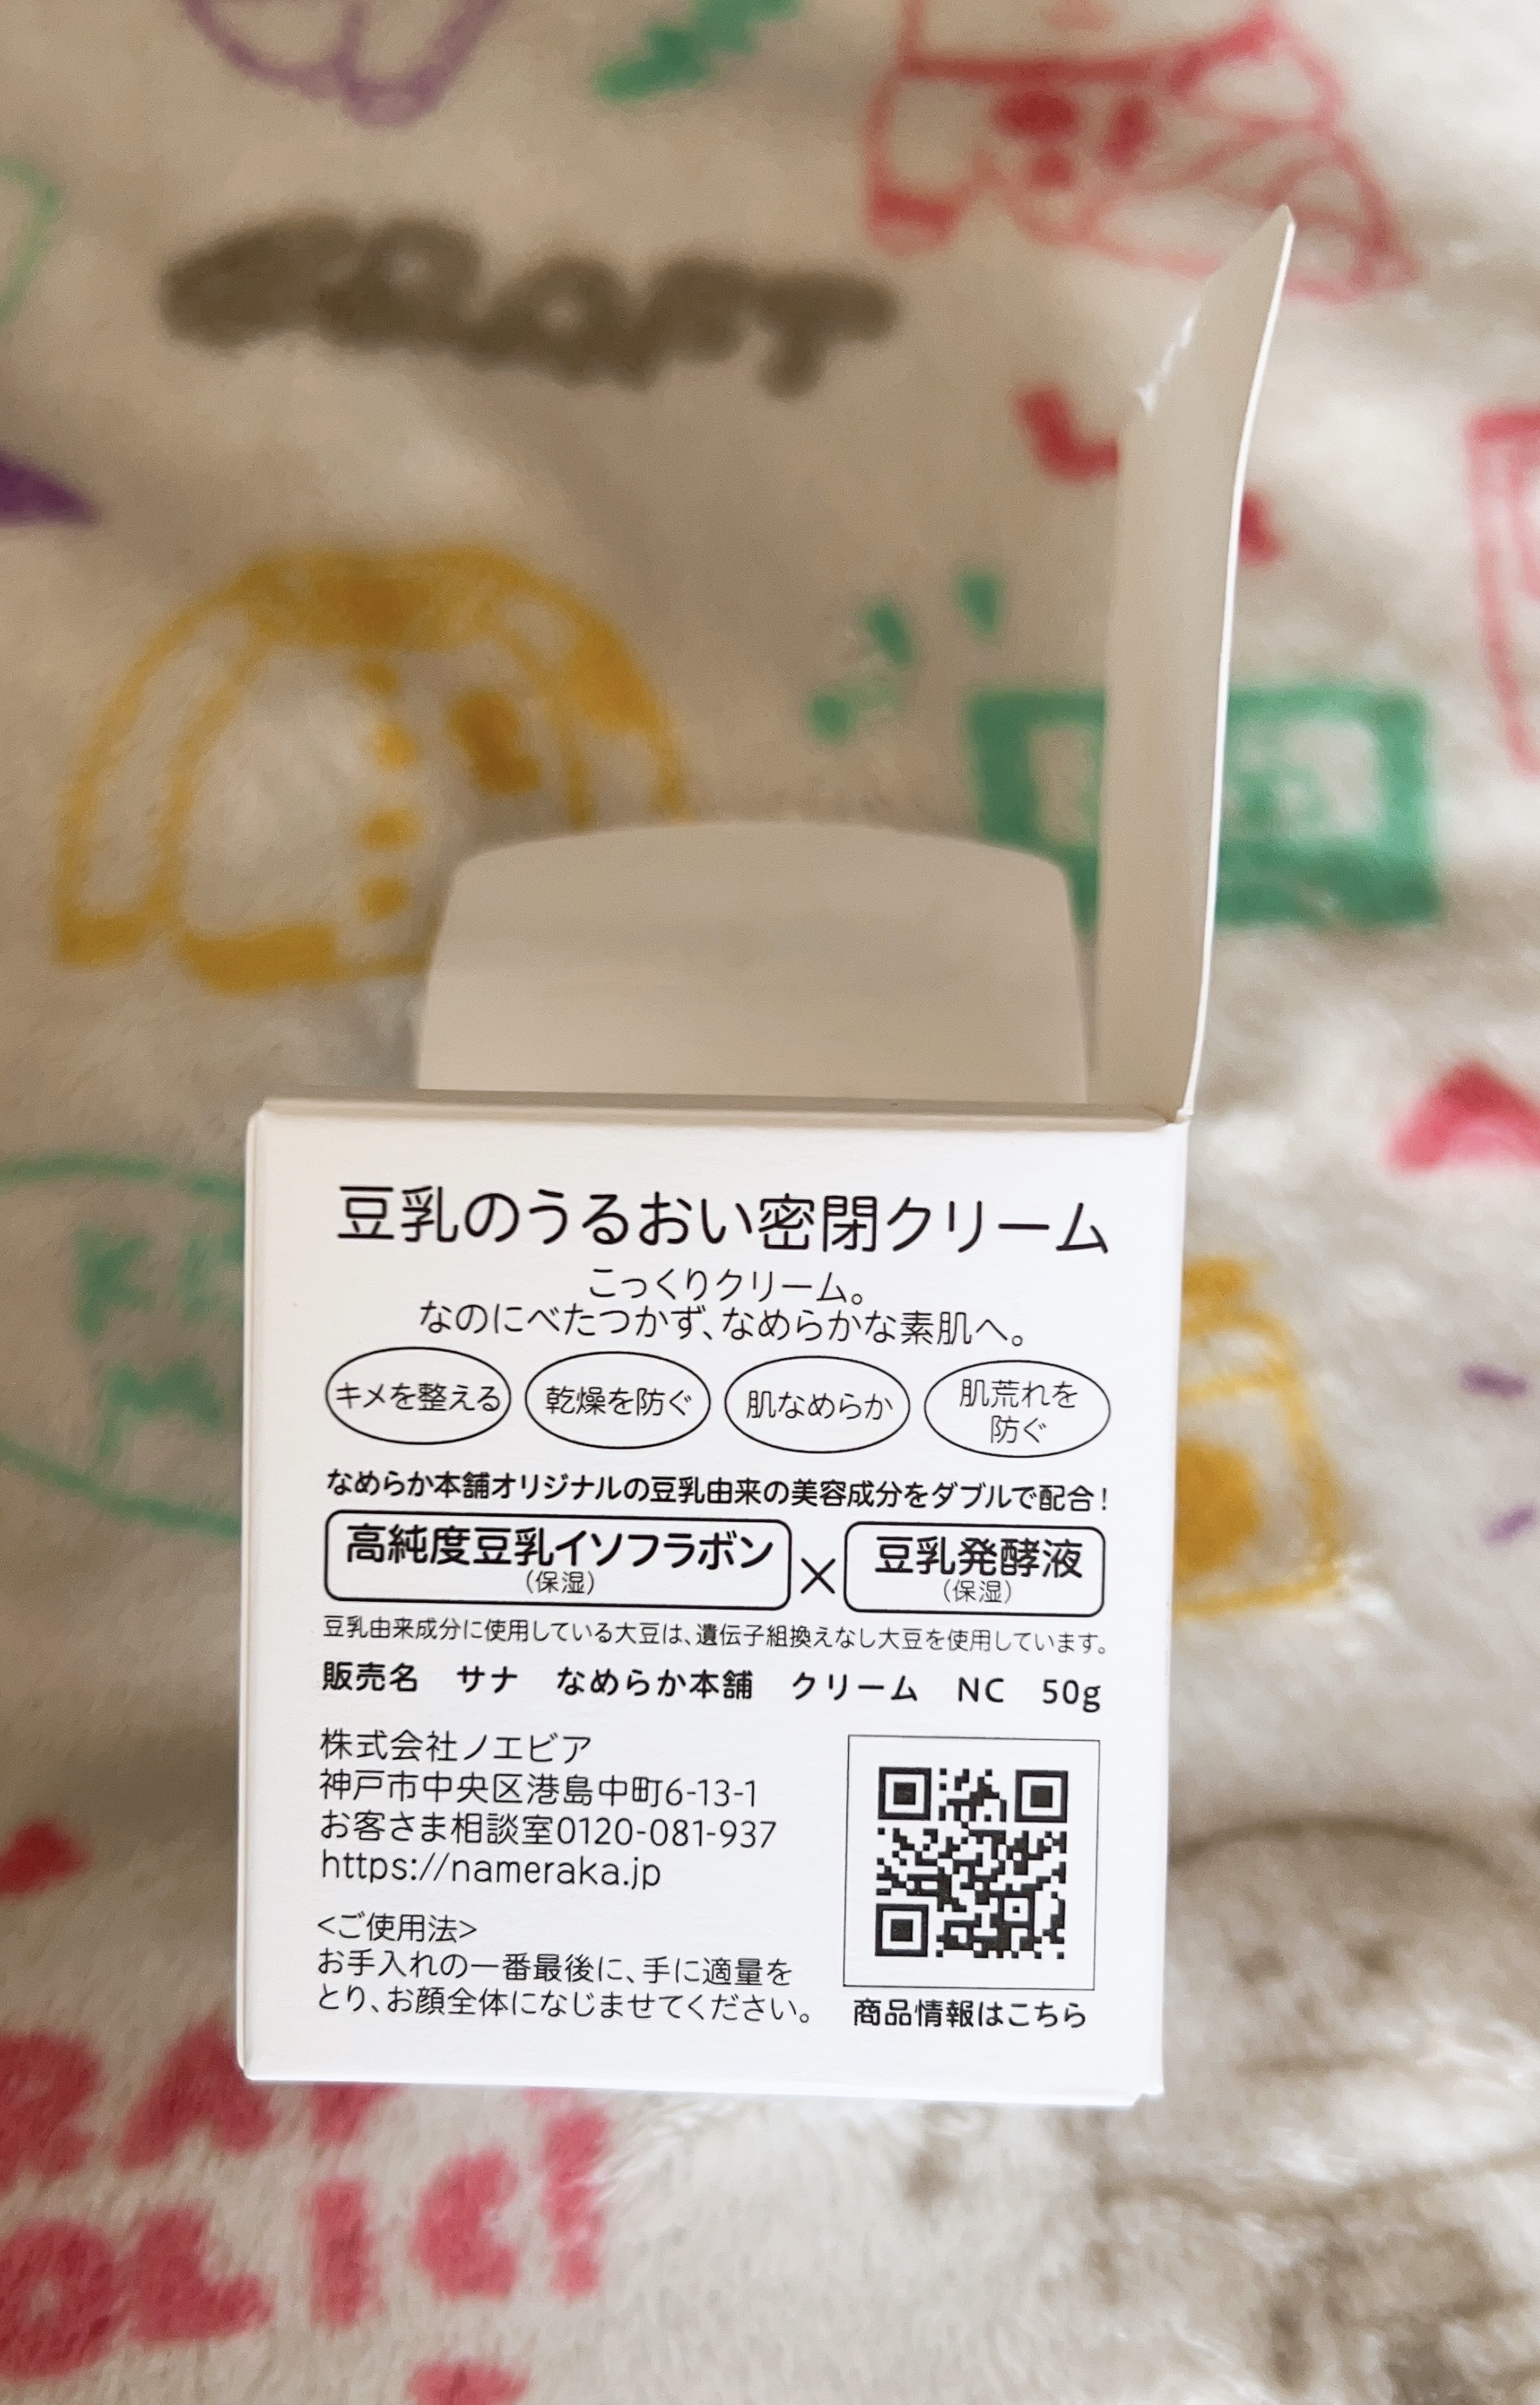 豆乳のうるおい密閉クリーム
こっくりクリーム。
なのにべたつかず、なめらかな素肌へ。
キメを整える
乾燥を防ぐ
肌なめらか
肌荒れを
防ぐ
なめらか本舗オリジナルの豆乳由来の美容成分をダブルで配合!
高純度豆乳イソフラボン
(保湿)
×
豆乳発酵液
(保湿)
豆乳由来成分に使用している大豆は、遺伝子組換えなし大豆を使用しています。
販売名 サナ なめらか本舗 クリーム NC 50g
株式会社ノエビア
神戸市中央区港島中町6-13-1
お客さま相談室0120-081-937
https://nameraka.jp
<ご使用法>
お手入れの一番最後に、手に適量を
とり、お顔全体になじませてください。
商品情報はこちら